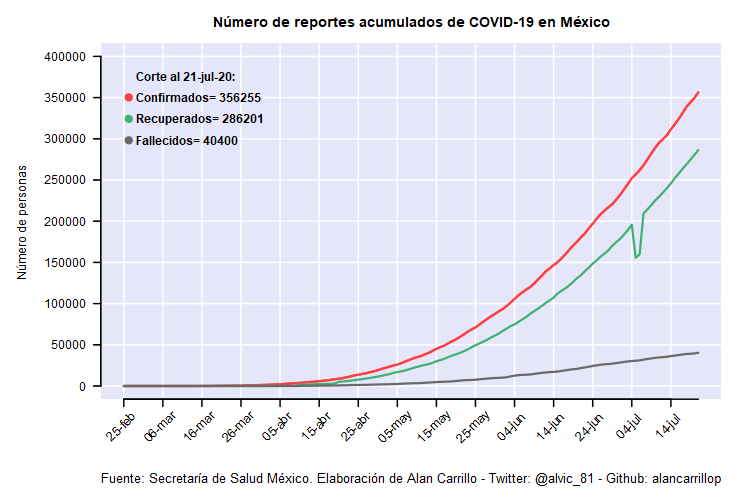 Número de reportes acumulados de COVID-19 en México
Corte al 21-jul-20:
Confirmados= 356255
Recuperados= 286201
Fallecidos= 40400
Número de personas
400000
350000
300000
250000
200000
150000
100000
50000
0
25-feb
06-mar
16-mar
26-mar
05-abr
15-abr
25-abr
05-may
15-may
25-may
04-jun
14-jun
24-jun
04-jul
14-jul
Fuente: Secretaría de Salud México. Elaboración de Alan Carrillo - Twitter: @alvic_81 - Github: alancarrillop